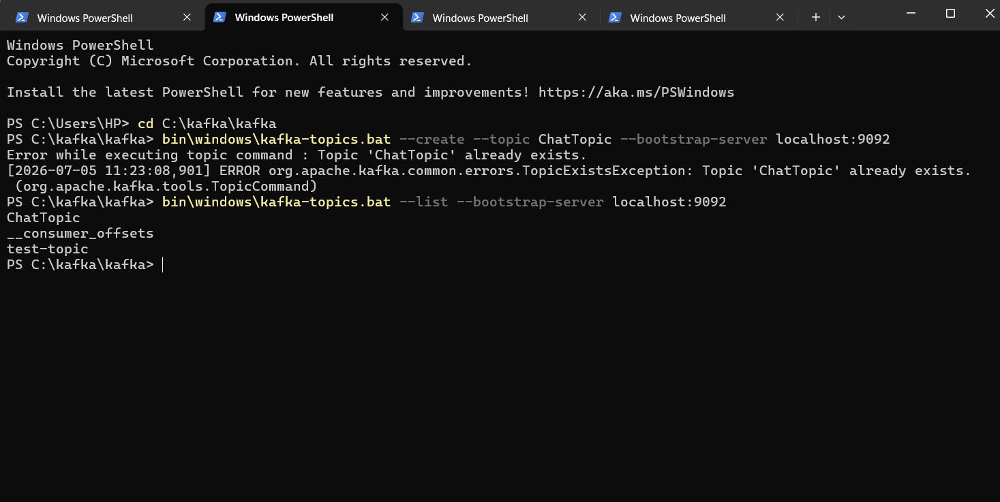 Windows PowerShell
Windows PowerShell
Windows PowerShell
Windows PowerShell
Windows PowerShell
Copyright (C) Microsoft Corporation. All rights reserved.
Install the latest PowerShell for new features and improvements! https://aka.ms/PSWindows
PS C:\Users\HP> cd C:\kafka\kafka
PS C:\kafka\kafka> bin\windows\kafka-topics.bat --create --topic ChatTopic --bootstrap-server localhost:9092
Error while executing topic command : Topic 'ChatTopic' already exists.
[2026-07-05 11:23:08,901] ERROR org.apache.kafka.common.errors.TopicExistsException: Topic 'ChatTopic' already exists.
(org.apache.kafka.tools.TopicCommand)
PS C:\kafka\kafka> bin\windows\kafka-topics.bat --list --bootstrap-server localhost:9092
ChatTopic
__consumer_offsets
test-topic
PS C:\kafka\kafka>